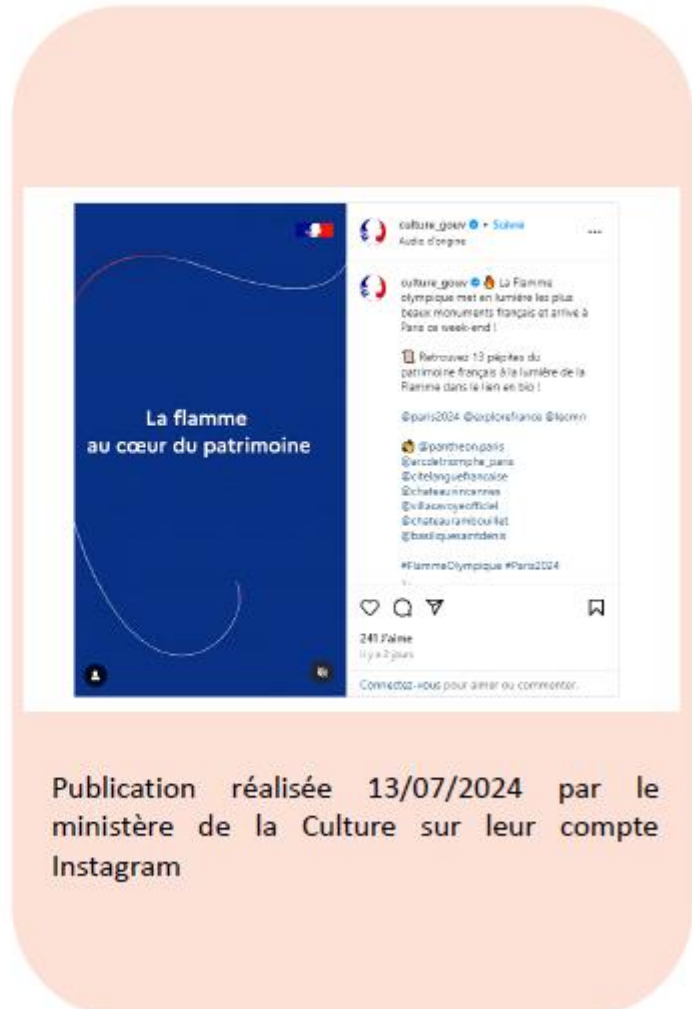 La flamme
au cœur du patrimoine
culture_gouv • Suivre
Audio d'origine
culture_gouv La Flamme
olympique met en lumière les plus
beaux monuments français et arrive à
Paris ce week-end !
Retrouvez 13 pépites du
patrimoine français à la lumière de la
Flamme dans le lien en bio !
@paris2024 @explorefrance @lecmn
@pantheon.paris
@arcdetriomphe_paris
@citelanguefrancaise
@chateauvincennes
@villasavoyeofficiel
@chateaurambouillet
@basiliquesaintdenis
#FlammeOlympique #Paris2024
241 J'aime
il y a 2 jours
Connectez-vous pour aimer ou commenter.
Publication réalisée 13/07/2024 par le
ministère de la Culture sur leur compte
Instagram